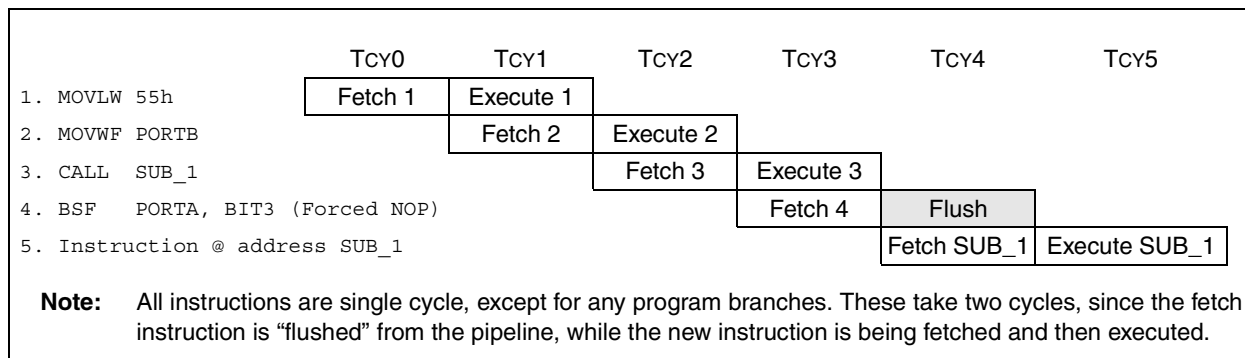 TCY0 TCY1 TCY2 TCY3 TCY4 TCY5
1. MOVLW 55h Fetch 1 Execute 1
2. MOVWF PORTB Fetch 2 Execute 2
3. CALL SUB_1 Fetch 3 Execute 3
4. BSF PORTA, BIT3 (Forced NOP) Fetch 4 Flush
5. Instruction @ address SUB_1 Fetch SUB_1 Execute SUB_1
Note: All instructions are single cycle, except for any program branches. These take two cycles, since the fetch
instruction is “flushed” from the pipeline, while the new instruction is being fetched and then executed.